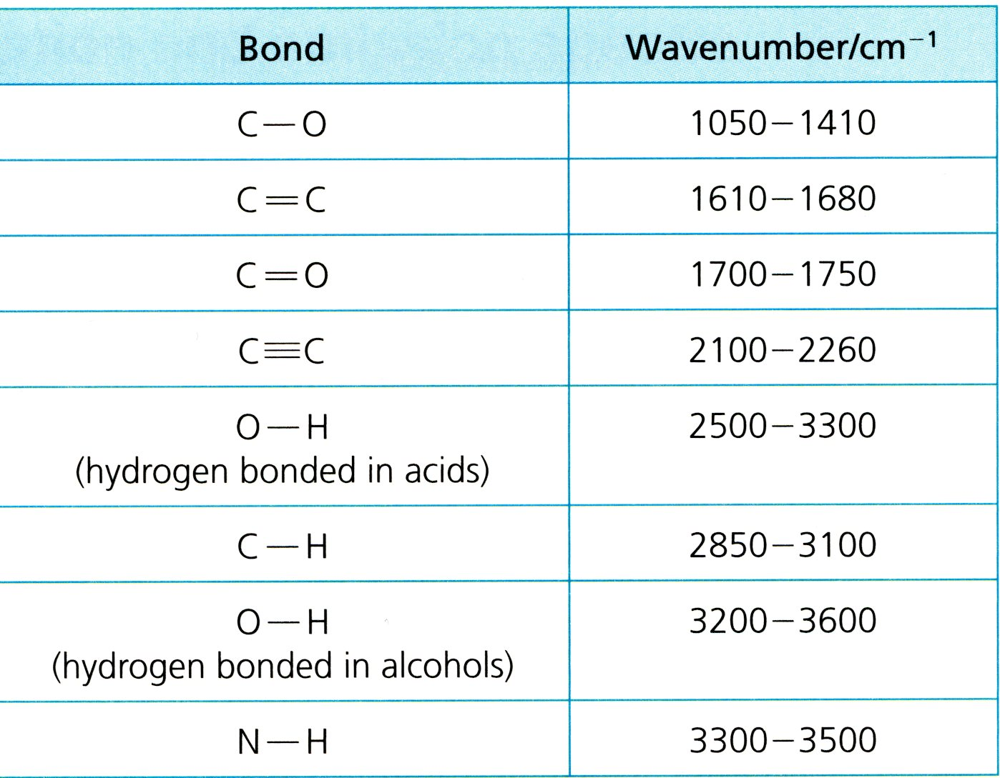 Bond Wavenumber/cm⁻¹
C—O 1050–1410
C=C 1610–1680
C=O 1700–1750
C≡C 2100–2260
O—H 2500–3300
(hydrogen bonded in acids)
C—H 2850–3100
O—H 3200–3600
(hydrogen bonded in alcohols)
N—H 3300–3500